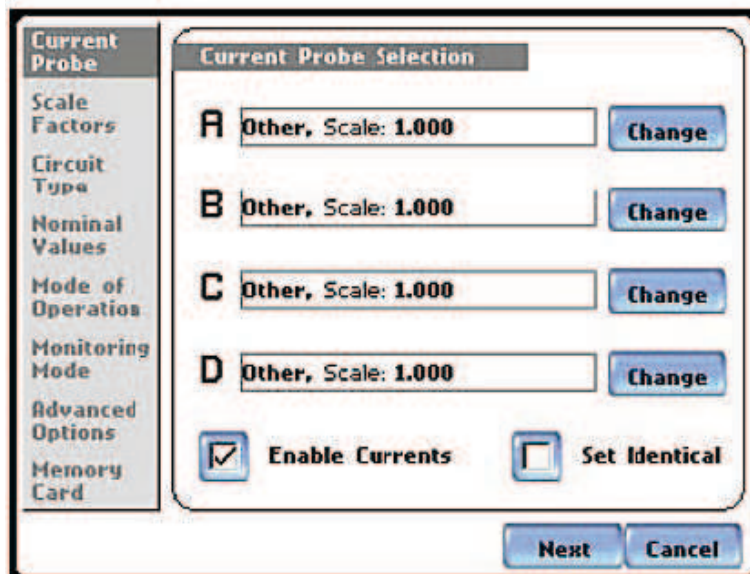 Current
Probe
Scale
Factors
Circuit
Type
Nominal
Values
Mode of
Operation
Monitoring
Mode
Advanced
Options
Memory
Card
Current Probe Selection
A Other, Scale: 1.000 Change
B Other, Scale: 1.000 Change
C Other, Scale: 1.000 Change
D Other, Scale: 1.000 Change
Enable Currents Set Identical
Next Cancel